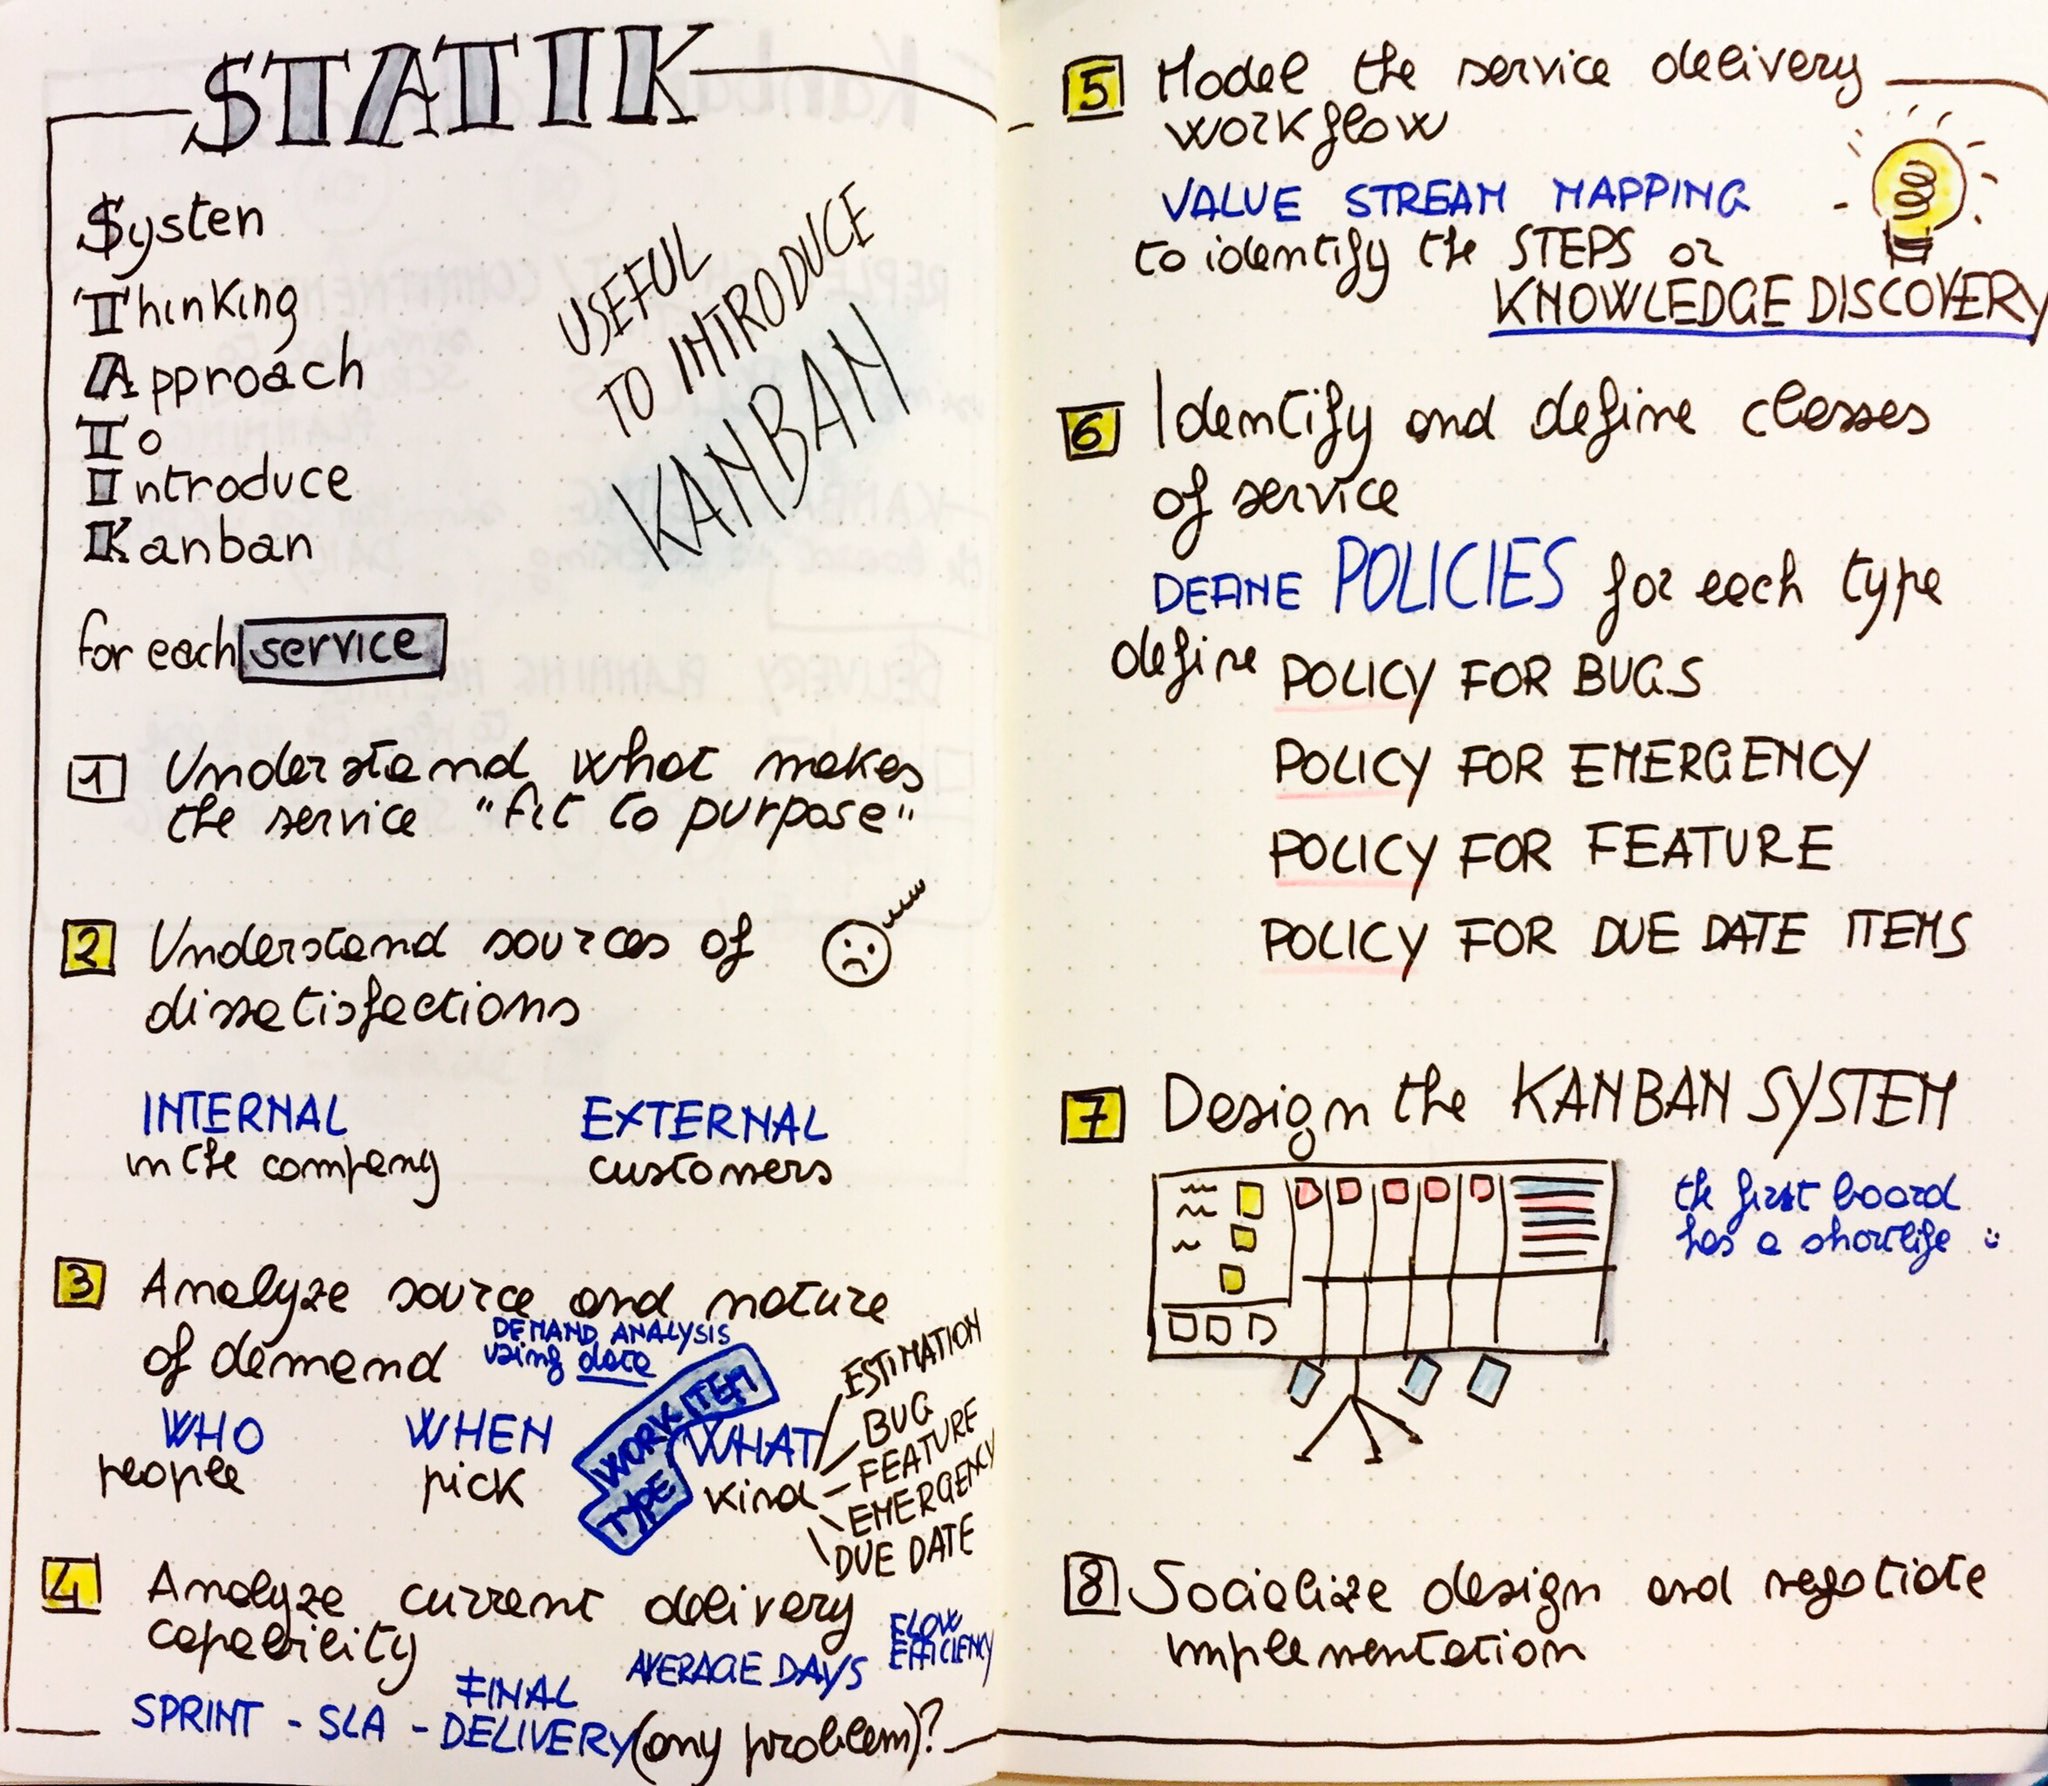 STATIK
Systen
Thinking
Approach
To
Introduce
Kanban
USEFUL
TO INTRODUCE
KANBAN
for each service
1 Understand what makes
the service "fit to purpose"
2 Understand sources of
dissatisfections
INTERNAL
in the company
EXTERNAL
customers
3 Analyze source and nature
of demand
DEMAND ANALYSIS
using data
WHO
people
WHEN
pick
WORK ITEM
TYPE
WHAT
kind
ESTIMATION
BUG
FEATURE
EMERGENCY
DUE DATE
4 Analyze current delivery
capability
SPRINT - SLA - FINAL
DELIVERY (any problem)?
AVERAGE DAYS
FLOW
EFFICIENCY
5 Model the service delivery
workflow
VALUE STREAM MAPPING
to identify the STEPS or
KNOWLEDGE DISCOVERY
6 Identify and define classes
of service
DEFINE POLICIES for each type
define POLICY FOR BUGS
POLICY FOR EMERGENCY
POLICY FOR FEATURE
POLICY FOR DUE DATE ITEMS
7 Design the KANBAN SYSTEM
the first board
has a short life :)
8 Socialize design and negotiate
implementation